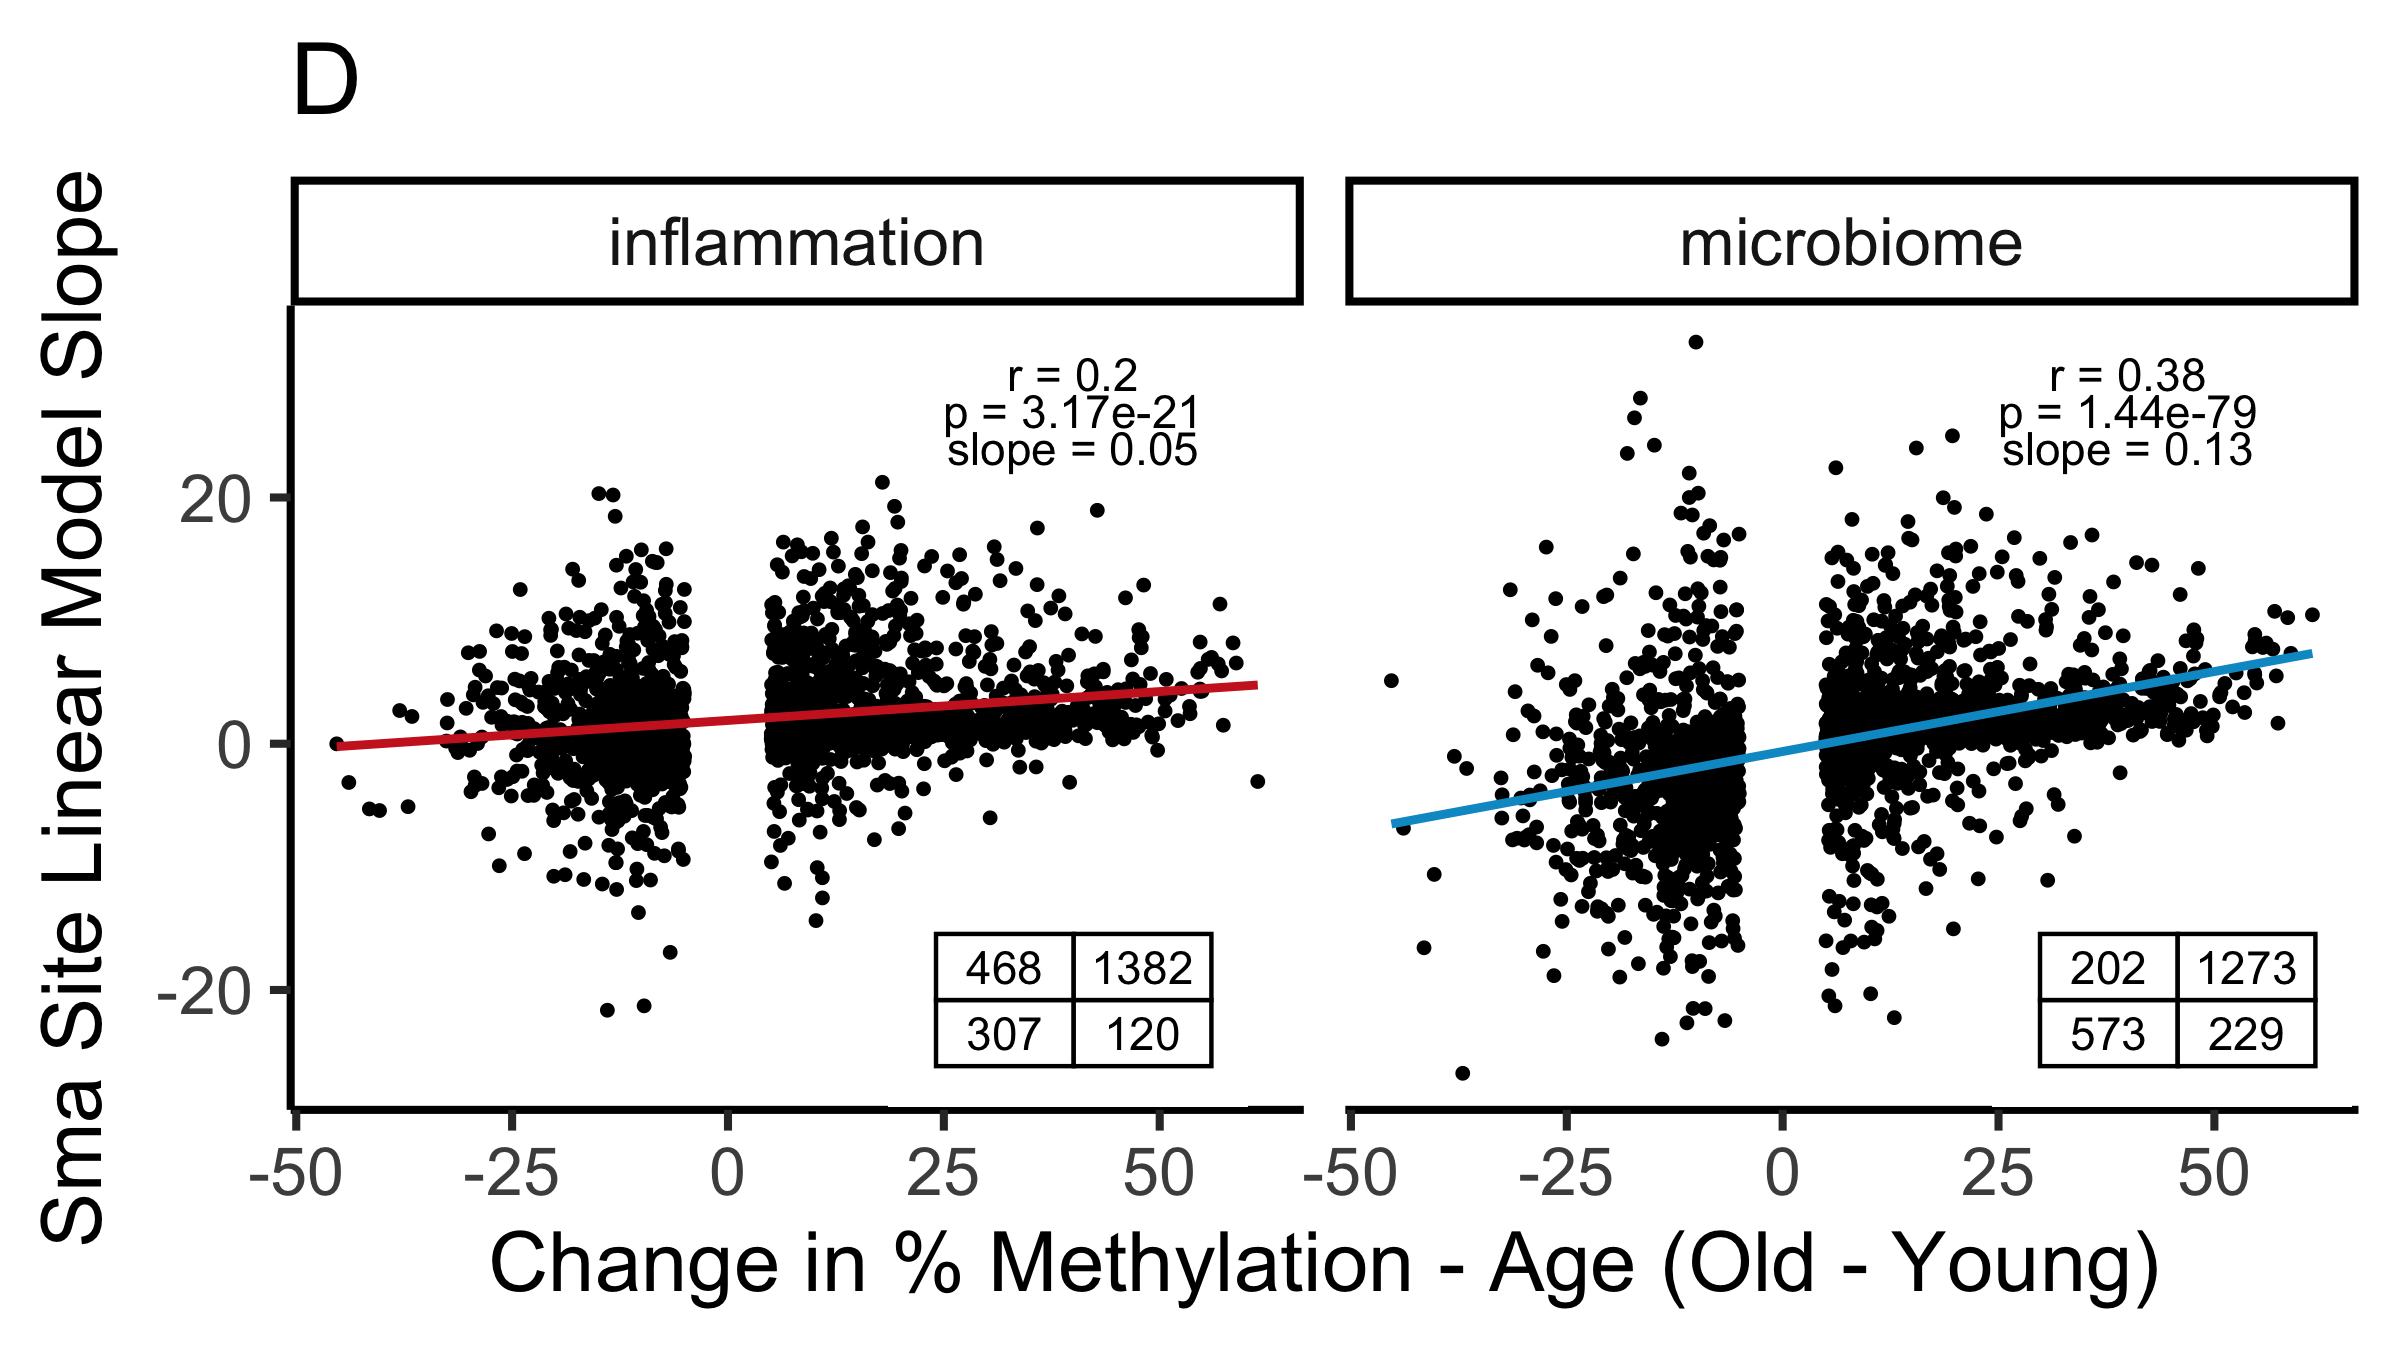 D
Sma Site Linear Model Slope
inflammation
microbiome
r = 0.2
p = 3.17e-21
slope = 0.05
r = 0.38
p = 1.44e-79
slope = 0.13
20
0
-20
468 1382
307 120
202 1273
573 229
-50 -25 0 25 50
-50 -25 0 25 50
Change in % Methylation - Age (Old - Young)